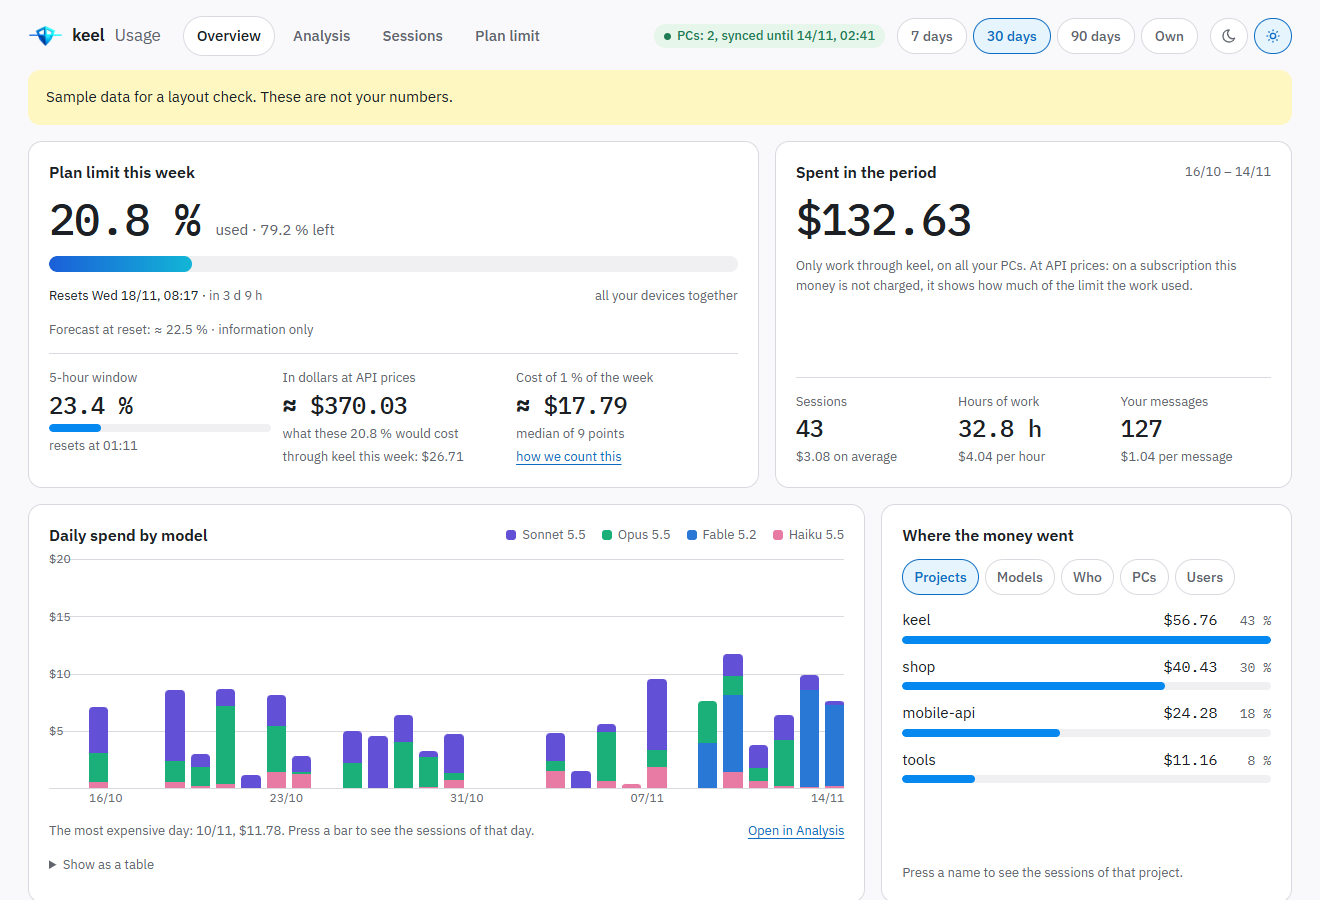 keel Usage Overview Analysis Sessions Plan limit PCs: 2, synced until 14/11, 02:41 7 days 30 days 90 days Own
Sample data for a layout check. These are not your numbers.
Plan limit this week
20.8 % used · 79.2 % left
Resets Wed 18/11, 08:17 · in 3 d 9 h all your devices together
Forecast at reset: ≈ 22.5 % · information only
5-hour window
23.4 %
resets at 01:11
In dollars at API prices
≈ $370.03
what these 20.8 % would cost
through keel this week: $26.71
Cost of 1 % of the week
≈ $17.79
median of 9 points
how we count this
Spent in the period 16/10 – 14/11
$132.63
Only work through keel, on all your PCs. At API prices: on a subscription this
money is not charged, it shows how much of the limit the work used.
Sessions
43
$3.08 on average
Hours of work
32.8 h
$4.04 per hour
Your messages
127
$1.04 per message
Daily spend by model Sonnet 5.5 Opus 5.5 Fable 5.2 Haiku 5.5
$20
$15
$10
$5
16/10 23/10 31/10 07/11 14/11
The most expensive day: 10/11, $11.78. Press a bar to see the sessions of that day. Open in Analysis
Show as a table
Where the money went
Projects Models Who PCs Users
keel $56.76 43 %
shop $40.43 30 %
mobile-api $24.28 18 %
tools $11.16 8 %
Press a name to see the sessions of that project.